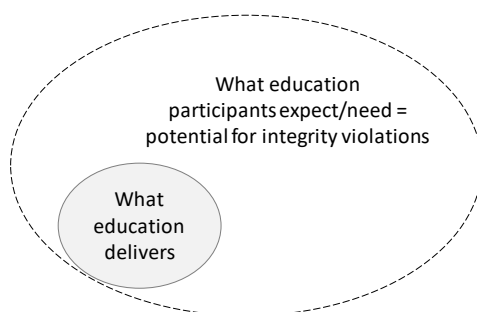 What education
participants expect/need =
potential for integrity violations
What
education
delivers